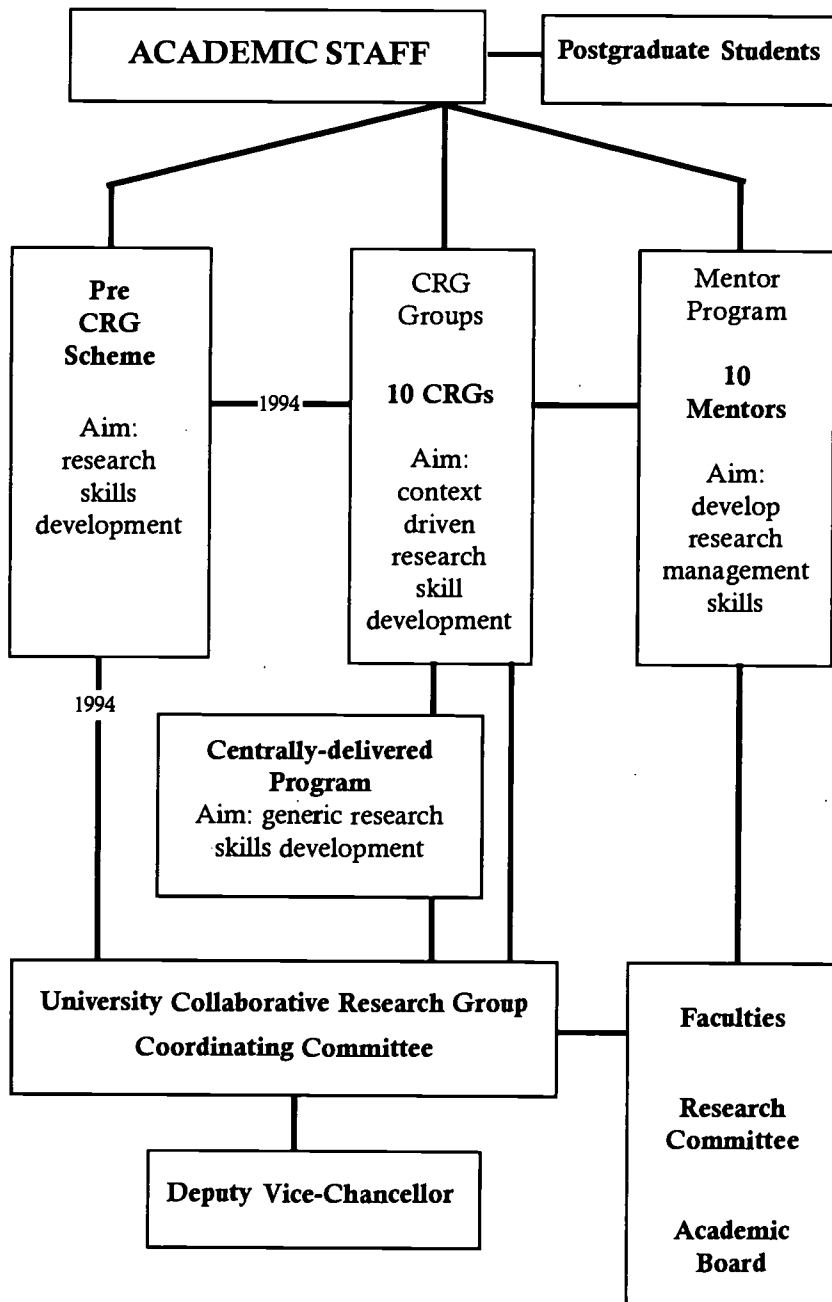 ACADEMIC STAFF
Postgraduate Students
Pre
CRG
Scheme
Aim:
research
skills
development
1994
CRG
Groups
10 CRGs
Aim:
context
driven
research
skill
development
Mentor
Program
10
Mentors
Aim:
develop
research
management
skills
1994
Centrally-delivered
Program
Aim: generic research
skills development
University Collaborative Research Group
Coordinating Committee
Faculties
Research
Committee
Academic
Board
Deputy Vice-Chancellor